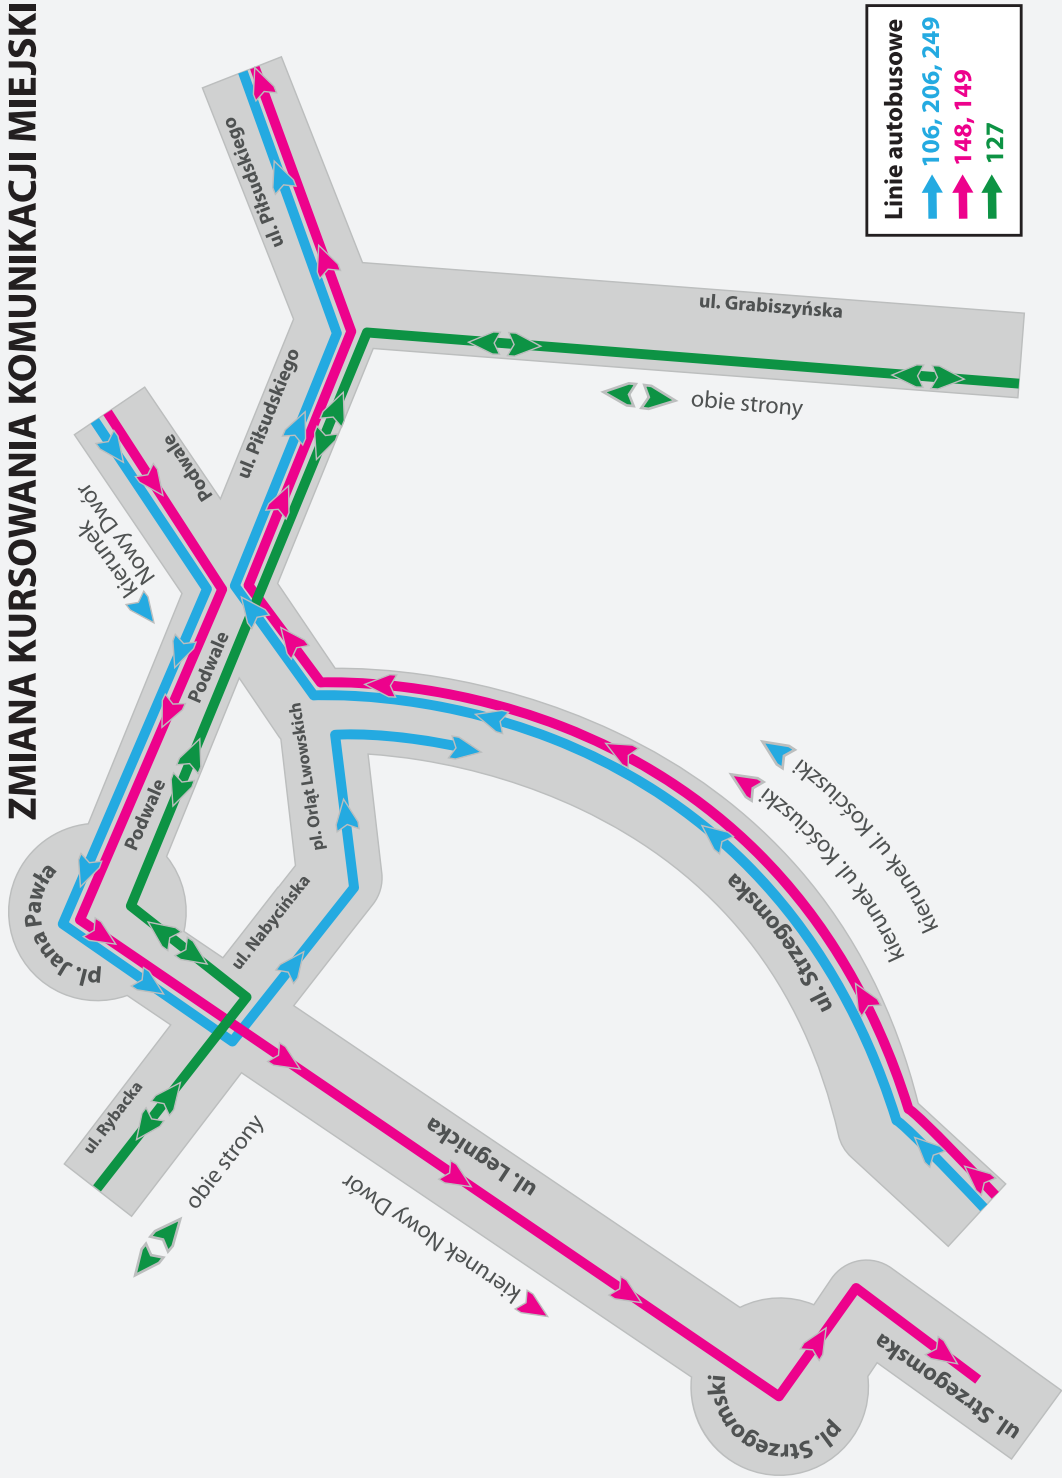 ZMIANA KURSOWANIA KOMUNIKACJI MIEJSKI
Linie autobusowe
106, 206, 249
148, 149
127
ul. Piłsudskiego
ul. Piłsudskiego
ul. Grabiszyńska
obie strony
Podwale
kierunek
Nowy Dwór
Podwale
Podwale
pl. Orląt Lwowskich
pl. Jana Pawła
ul. Nabycińska
ul. Rybacka
obie strony
ul. Legnicka
kierunek Nowy Dwór
ul. Strzegomska
kierunek ul. Kościuszki
kierunek ul. Kościuszki
pl. Strzegomski
ul. Strzegomska